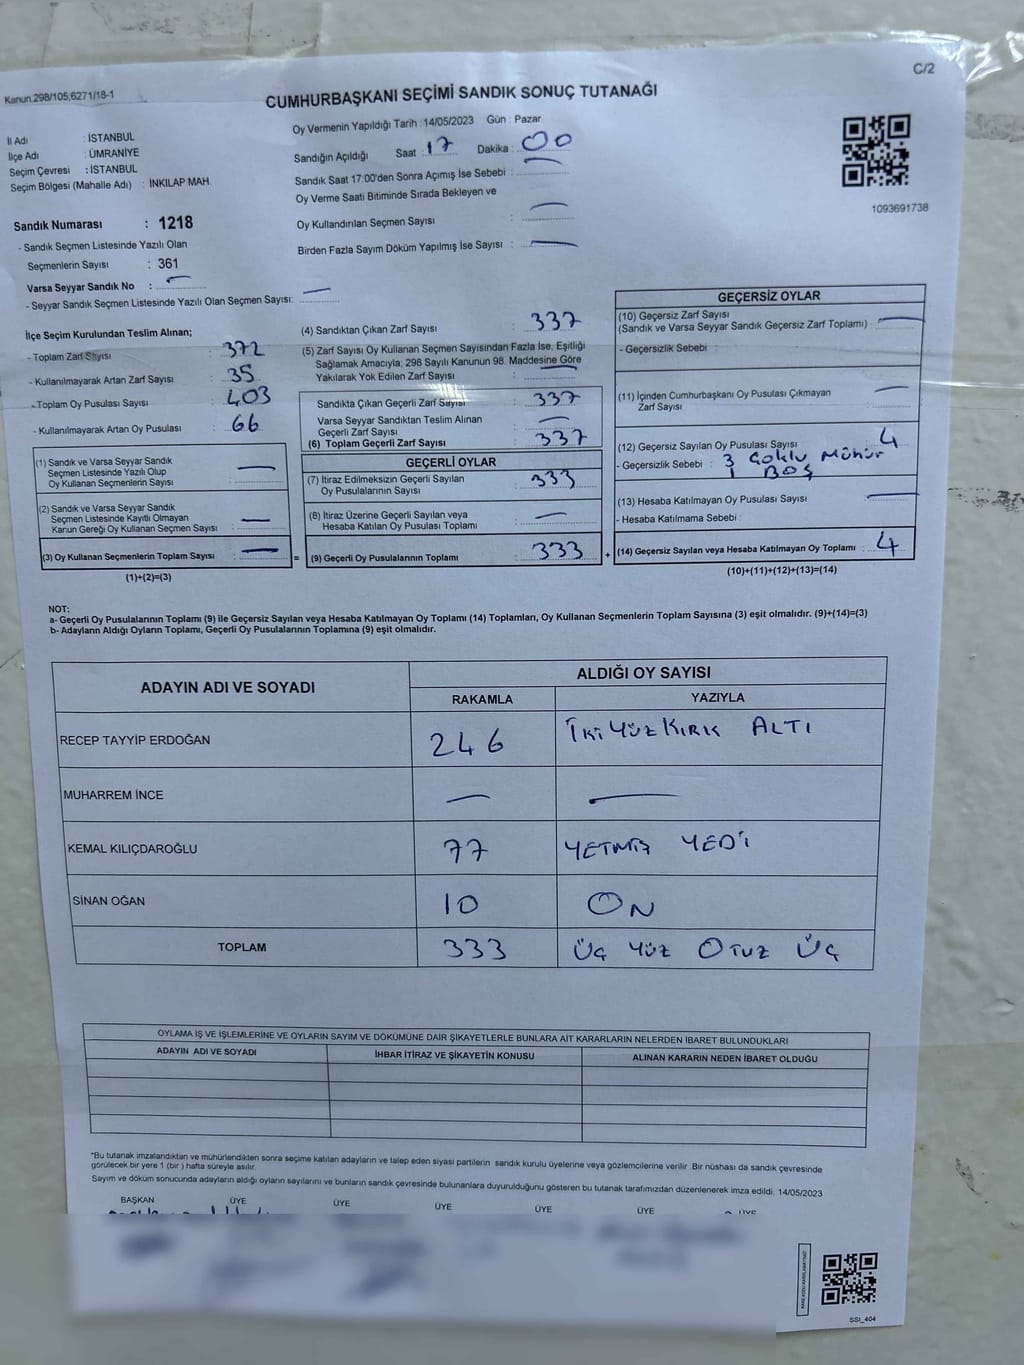 C/2
Kanun.298/105;6271/18-1
CUMHURBAŞKANI SEÇİMİ SANDIK SONUÇ TUTANAĞI
İl Adı : İSTANBUL
İlçe Adı : ÜMRANİYE
Seçim Çevresi : İSTANBUL
Seçim Bölgesi (Mahalle Adı) : İNKILAP MAH.
Oy Vermenin Yapıldığı Tarih : 14/05/2023 Gün : Pazar
Sandığın Açıldığı Saat : 17 Dakika : 00
Sandık Saat 17:00'den Sonra Açımış İse Sebebi :
Oy Verme Saati Bitiminde Sırada Bekleyen ve
Oy Kullandırılan Seçmen Sayısı : —
Birden Fazla Sayım Döküm Yapılmış İse Sayısı : —
1093691738
Sandık Numarası : 1218
- Sandık Seçmen Listesinde Yazılı Olan
Seçmenlerin Sayısı : 361
Varsa Seyyar Sandık No : —
- Seyyar Sandık Seçmen Listesinde Yazılı Olan Seçmen Sayısı: —
İlçe Seçim Kurulundan Teslim Alınan;
- Toplam Zarf Sayısı : 372
- Kullanılmayarak Artan Zarf Sayısı : 35
- Toplam Oy Pusulası Sayısı : 403
- Kullanılmayarak Artan Oy Pusulası : 66
(1) Sandık ve Varsa Seyyar Sandık
Seçmen Listesinde Yazılı Olup
Oy Kullanan Seçmenlerin Sayısı : —
(2) Sandık ve Varsa Seyyar Sandık
Seçmen Listesinde Kayıtlı Olmayan
Kanun Gereği Oy Kullanan Seçmen Sayısı : —
(3) Oy Kullanan Seçmenlerin Toplam Sayısı : —
(1)+(2)=(3)
=
(4) Sandıktan Çıkan Zarf Sayısı : 337
(5) Zarf Sayısı Oy Kullanan Seçmen Sayısından Fazla İse, Eşitliği
Sağlamak Amacıyla; 298 Sayılı Kanunun 98. Maddesine Göre
Yakılarak Yok Edilen Zarf Sayısı : —
Sandıkta Çıkan Geçerli Zarf Sayısı : 337
Varsa Seyyar Sandıktan Teslim Alınan
Geçerli Zarf Sayısı : —
(6) Toplam Geçerli Zarf Sayısı : 337
GEÇERLİ OYLAR
(7) İtiraz Edilmeksizin Geçerli Sayılan
Oy Pusulalarının Sayısı : 333
(8) İtiraz Üzerine Geçerli Sayılan veya
Hesaba Katılan Oy Pusulası Toplamı : —
(9) Geçerli Oy Pusulalarının Toplamı : 333
+
GEÇERSİZ OYLAR
(10) Geçersiz Zarf Sayısı
(Sandık ve Varsa Seyyar Sandık Geçersiz Zarf Toplamı) : —
- Geçersizlik Sebebi :
(11) İçinden Cumhurbaşkanı Oy Pusulası Çıkmayan
Zarf Sayısı : —
(12) Geçersiz Sayılan Oy Pusulası Sayısı : 4
- Geçersizlik Sebebi : 3 Çoklu Mühür
1 BOŞ
(13) Hesaba Katılmayan Oy Pusulası Sayısı : —
- Hesaba Katılmama Sebebi :
(14) Geçersiz Sayılan veya Hesaba Katılmayan Oy Toplamı : 4
(10)+(11)+(12)+(13)=(14)
NOT:
a- Geçerli Oy Pusulalarının Toplamı (9) ile Geçersiz Sayılan veya Hesaba Katılmayan Oy Toplamı (14) Toplamları, Oy Kullanan Seçmenlerin Toplam Sayısına (3) eşit olmalıdır. (9)+(14)=(3)
b- Adayların Aldığı Oyların Toplamı, Geçerli Oy Pusulalarının Toplamına (9) eşit olmalıdır.
ADAYIN ADI VE SOYADI
ALDIĞI OY SAYISI
RAKAMLA YAZIYLA
RECEP TAYYİP ERDOĞAN 246 İki Yüz KIRK ALTI
MUHARREM İNCE — —
KEMAL KILIÇDAROĞLU 77 YETMİŞ YEDİ
SİNAN OĞAN 10 ON
TOPLAM 333 Üç Yüz OTUZ Üç
OYLAMA İŞ VE İŞLEMLERİNE VE OYLARIN SAYIM VE DÖKÜMÜNE DAİR ŞİKAYETLERLE BUNLARA AİT KARARLARIN NELERDEN İBARET BULUNDUKLARI
ADAYIN ADI VE SOYADI İHBAR İTİRAZ VE ŞİKAYETİN KONUSU ALINAN KARARIN NEDEN İBARET OLDUĞU
*Bu tutanak imzalandıktan ve mühürlendikten sonra seçime katılan adayların ve talep eden siyasi partilerin sandık kurulu üyelerine veya gözlemcilerine verilir. Bir nüshası da sandık çevresinde
görülecek bir yere 1 (bir) hafta süreyle asılır.
Sayım ve döküm sonucunda adayların aldığı oyların sayılarını ve bunların sandık çevresinde bulunanlara duyurulduğunu gösteren bu tutanak tarafımızdan düzenlenerek imza edildi. 14/05/2023
BAŞKAN ÜYE ÜYE ÜYE ÜYE ÜYE ÜYE
SSI_404